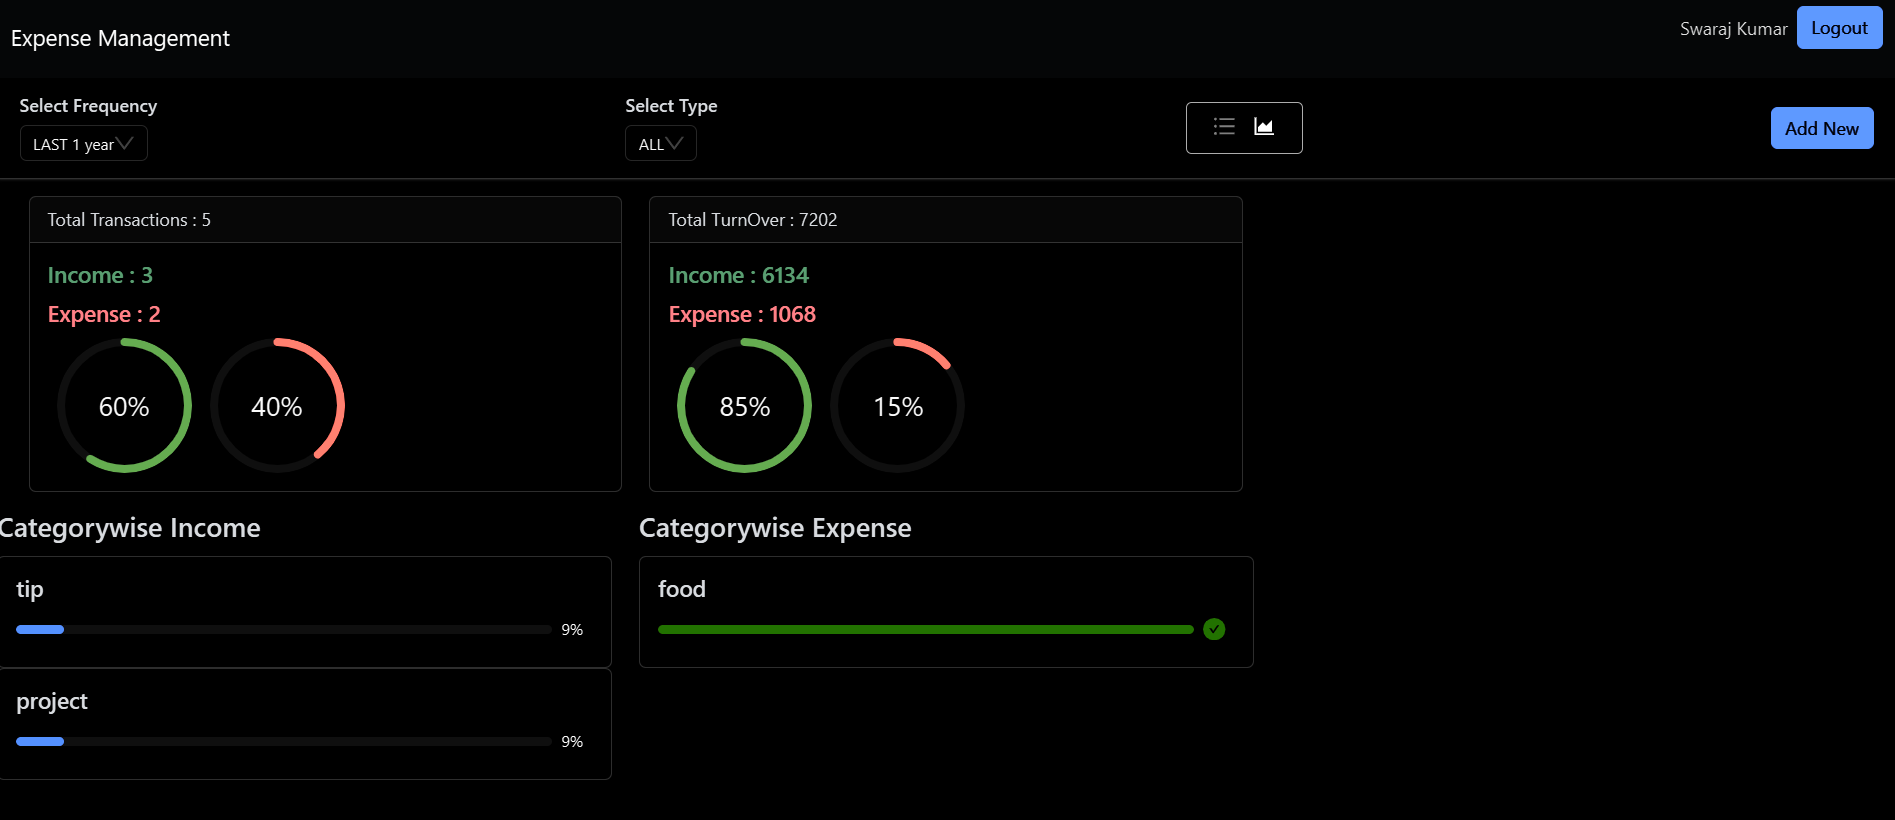 Expense Management
Swaraj Kumar
Logout
Select Frequency
LAST 1 year
Select Type
ALL
Add New
Total Transactions : 5
Income : 3
Expense : 2
60%
40%
Total TurnOver : 7202
Income : 6134
Expense : 1068
85%
15%
Categorywise Income
tip
9%
project
9%
Categorywise Expense
food